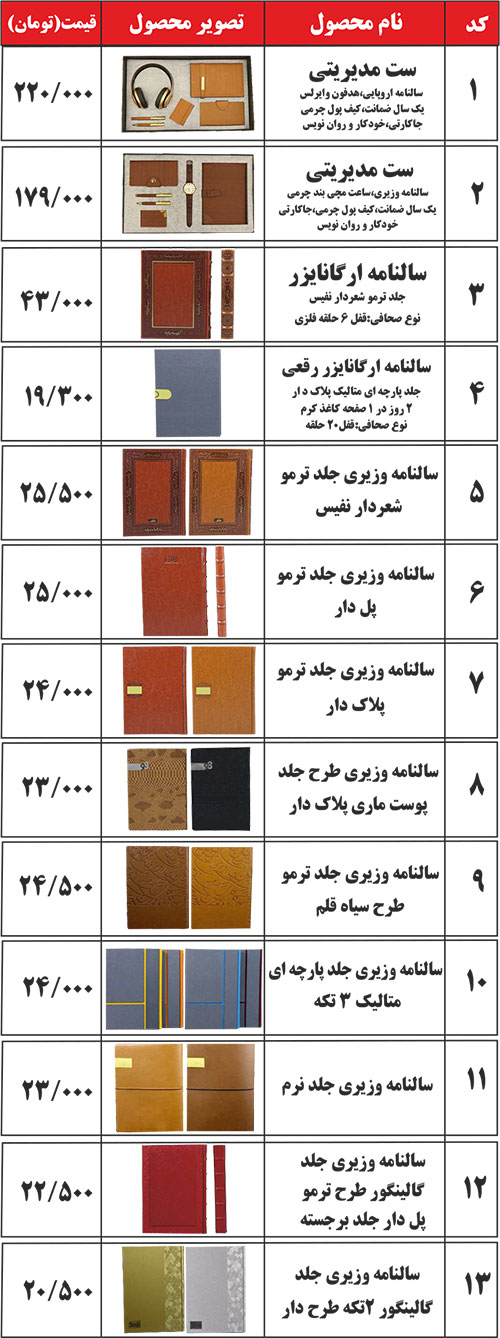 کد نام محصول تصویر محصول قیمت(تومان)
۱
ست مدیریتی
سالنامه اروپایی،هدفون وایرلس
یک سال ضمانت،کیف پول چرمی
جاکارتی،خودکار و روان نویس
۲۲۰/۰۰۰
۲
ست مدیریتی
سالنامه وزیری،ساعت مچی بند چرمی
یک سال ضمانت،کیف پول چرمی،جاکارتی
خودکار و روان نویس
۱۷۹/۰۰۰
۳
سالنامه ارگانایزر
جلد ترمو شعردار نفیس
نوع صحافی:قفل ۶ حلقه فلزی
۴۳/۰۰۰
۴
سالنامه ارگانایزر رقعی
جلد پارچه ای متالیک پلاک دار
۲ روز در ۱ صفحه کاغذ کرم
نوع صحافی:قفل۲۰ حلقه
۱۹/۳۰۰
۵
سالنامه وزیری جلد ترمو
شعردار نفیس
۲۵/۵۰۰
۶
سالنامه وزیری جلد ترمو
پل دار
۲۵/۰۰۰
۷
سالنامه وزیری جلد ترمو
پلاک دار
۲۴/۰۰۰
۸
سالنامه وزیری طرح جلد
پوست ماری پلاک دار
۲۳/۰۰۰
۹
سالنامه وزیری جلد ترمو
طرح سیاه قلم
۲۴/۵۰۰
۱۰
سالنامه وزیری جلد پارچه ای
متالیک ۳ تکه
۲۴/۰۰۰
۱۱
سالنامه وزیری جلد نرم
۲۳/۰۰۰
۱۲
سالنامه وزیری جلد
گالینگور طرح ترمو
پل دار جلد برجسته
۲۲/۵۰۰
۱۳
سالنامه وزیری جلد
گالینگور ۲تکه طرح دار
۲۰/۵۰۰